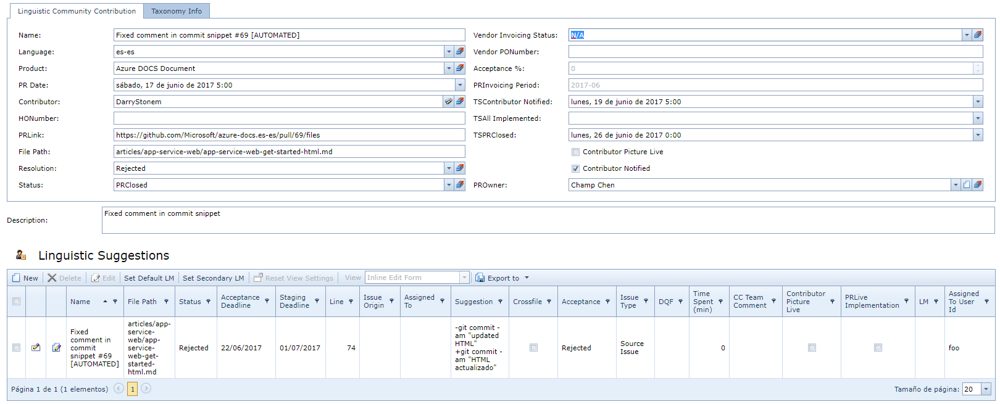 Linguistic Community Contribution
Taxonomy Info
Name: Fixed comment in commit snippet #69 [AUTOMATED]
Vendor Invoicing Status: N/A
Language: es-es
Vendor PONumber:
Product: Azure DOCS Document
Acceptance %: 0
PR Date: sábado, 17 de junio de 2017 5:00
PRInvoicing Period: 2017-06
Contributor: DarryStonem
TSContributor Notified: lunes, 19 de junio de 2017 5:00
HONumber:
TSAll Implemented:
PRLink: https://github.com/Microsoft/azure-docs.es-es/pull/69/files
TSPRClosed: lunes, 26 de junio de 2017 0:00
File Path: articles/app-service-web/app-service-web-get-started-html.md
Contributor Picture Live
Resolution: Rejected
Contributor Notified
Status: PRClosed
PROwner: Champ Chen
Description: Fixed comment in commit snippet
Linguistic Suggestions
New Delete Edit Set Default LM Set Secondary LM Reset View Settings View Inline Edit Form Export to
Name
File Path
Status
Acceptance
Deadline
Staging
Deadline
Line
Issue
Origin
Assigned
To
Suggestion
Crossfile
Acceptance
Issue
Type
DQF
Time
Spent
(min)
CC Team
Comment
Contributor
Picture
Live
PRLive
Implementation
LM
Assigned
To User
Id
Fixed
comment in
commit
snippet #69
[AUTOMATED]
articles/app-
service-
web/app-
service-
web-get-
started-
html.md
Rejected
22/06/2017
01/07/2017
74
-git commit -
am "updated
HTML"
+git commit -
am "HTML
actualizado"
Rejected
Source
Issue
0
foo
Página 1 de 1 (1 elementos) 1
Tamaño de página: 20